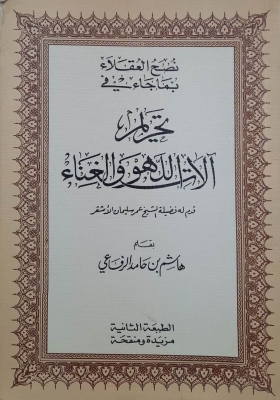 نصح العقلاء
بما جاء في
تحريم
آلات اللهو والغناء
قدم له فضيلة الشيخ عمر سليمان الأشقر
بقلم
هاشم بن حامد الرفاعي
الطبعة الثانية
مزيدة ومنقحة